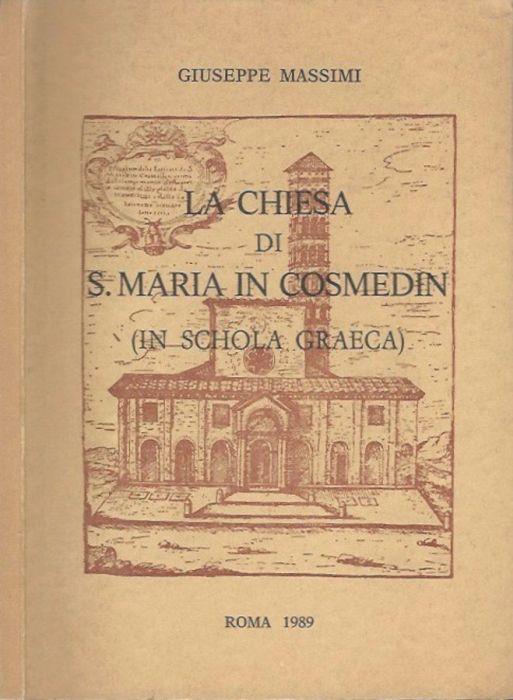 GIUSEPPE MASSIMI
LA CHIESA
DI
S. MARIA IN COSMEDIN
(IN SCHOLA GRAECA)
ROMA 1989